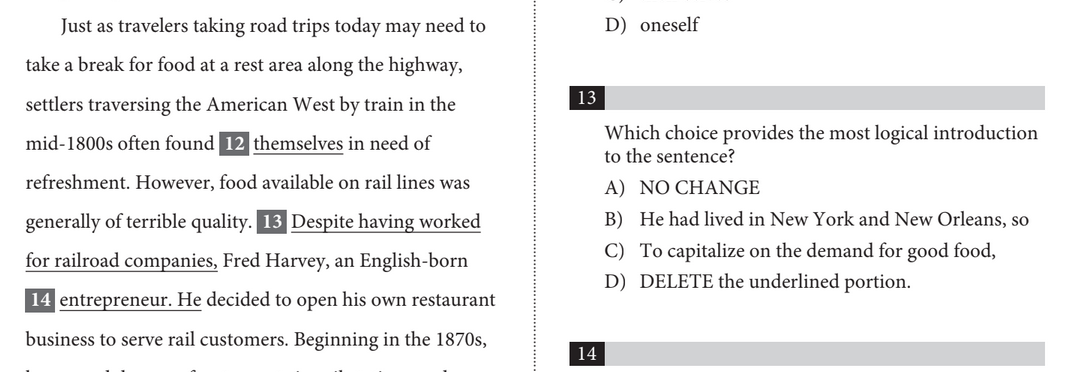 Just as travelers taking road trips today may need to
take a break for food at a rest area along the highway,
settlers traversing the American West by train in the
mid-1800s often found 12 themselves in need of
refreshment. However, food available on rail lines was
generally of terrible quality. 13 Despite having worked
for railroad companies, Fred Harvey, an English-born
14 entrepreneur. He decided to open his own restaurant
business to serve rail customers. Beginning in the 1870s,
D) oneself
13
Which choice provides the most logical introduction
to the sentence?
A) NO CHANGE
B) He had lived in New York and New Orleans, so
C) To capitalize on the demand for good food,
D) DELETE the underlined portion.
14